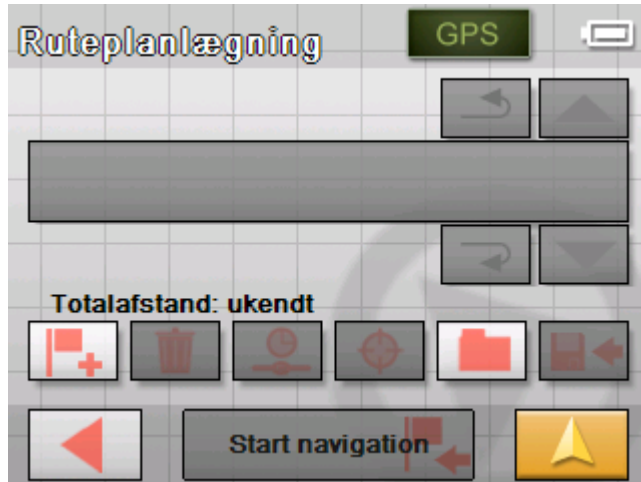 Ruteplanlægning
GPS
Totalafstand: ukendt
Start navigation